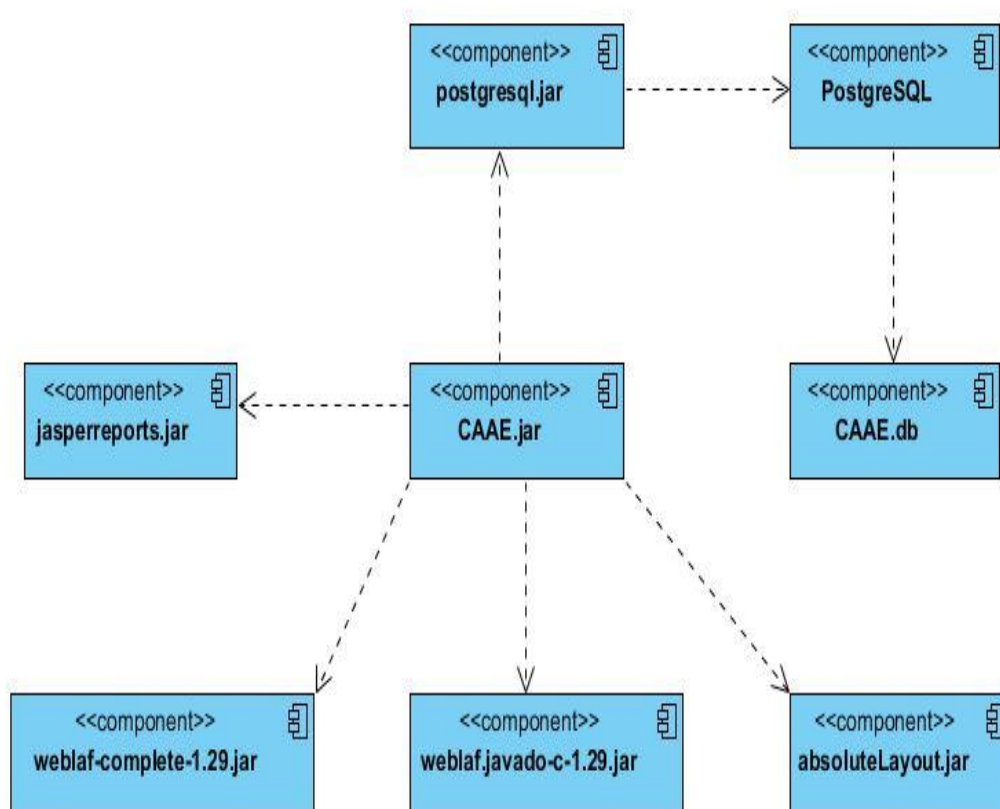 <<component>>
postgresql.jar
<<component>>
PostgreSQL
<<component>>
jasperreports.jar
<<component>>
CAAE.jar
<<component>>
CAAE.db
<<component>>
weblaf-complete-1.29.jar
<<component>>
weblaf.javado-c-1.29.jar
<<component>>
absoluteLayout.jar